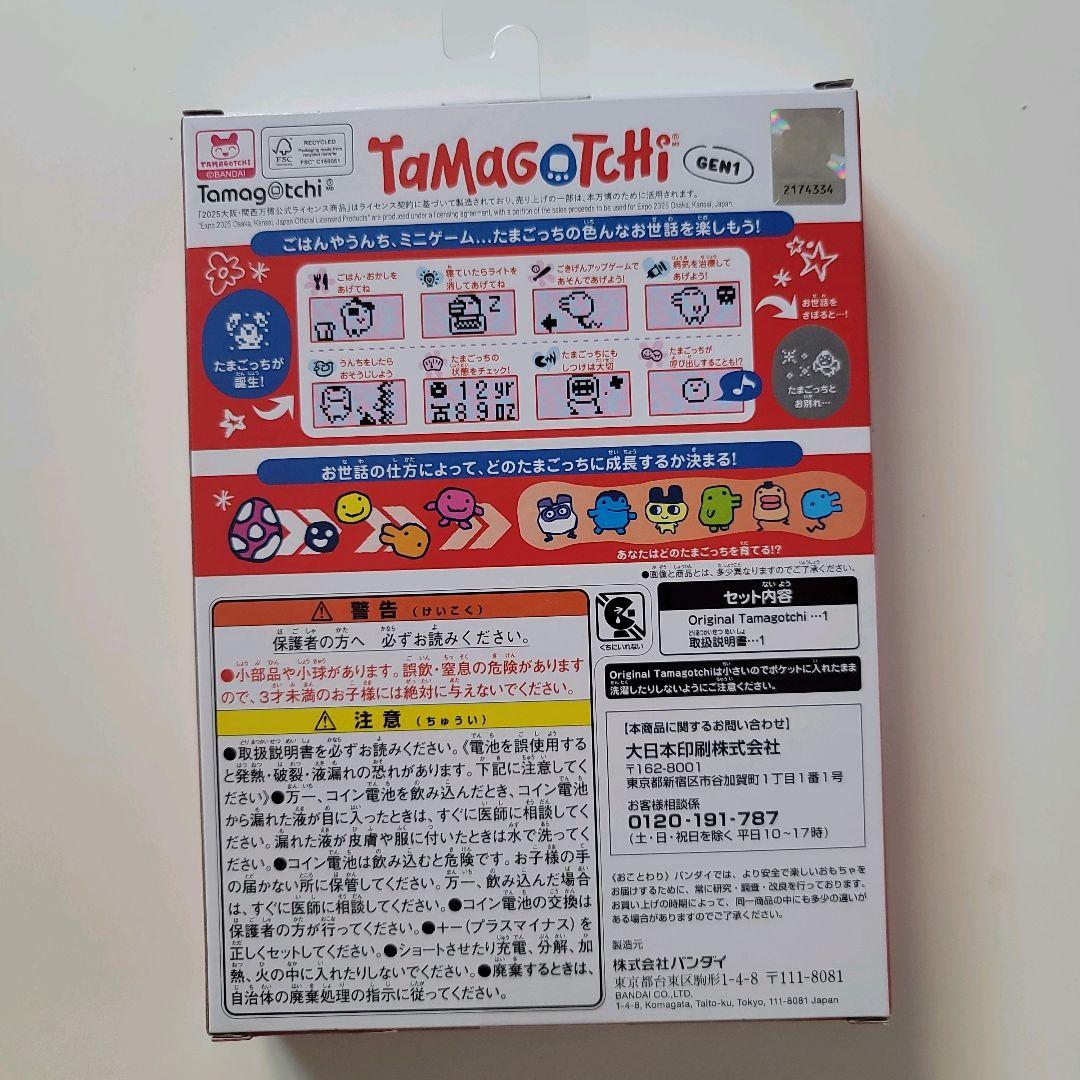 TAMAGOTCHI
©BANDAI
FSC
RECYCLED
Packaging made from
recycled material
Tamagotchi
TaMAGOTCHi
GEN1
2174334
「2025大阪・関西万博公式ライセンス商品」はライセンス契約に基づいて製造されており、売り上げの一部は、本万博のために活用されます。
"Expo 2025 Osaka, Kansai, Japan Official Licensed Products" are produced under a licensing agreement, with a portion of the sales proceeds to be used for Expo 2025 Osaka, Kansai, Japan.
ごはんやうんち、ミニゲーム…たまごっちの色んなお世話を楽しもう!
たまごっちが
誕生!
ごはん・おかしを
あげてね
寝ていたらライトを
消してあげてね
ごきげんアップゲームで
あそんであげよう!
病気を治療して
あげよう!
うんちをしたら
おそうじしよう
たまごっちの
状態をチェック!
12yr
89oz
たまごっちにも
しつけは大切
たまごっちが
呼び出しすることも!?
お世話を
さぼると…!
たまごっちと
お別れ…
お世話の仕方によって、どのたまごっちに成長するか決まる!
あなたはどのたまごっちを育てる!?
●画像と商品とは、多少異なりますのでご了承ください。
警告(けいこく)
保護者の方へ 必ずお読みください。
●小部品や小球があります。誤飲・窒息の危険があります
ので、3才未満のお子様には絶対に与えないでください。
注意(ちゅうい)
●取扱説明書を必ずお読みください。《電池を誤使用する
と発熱・破裂・液漏れの恐れがあります。下記に注意してく
ださい》●万一、コイン電池を飲み込んだとき、コイン電池
から漏れた液が目に入ったときは、すぐに医師に相談してく
ださい。漏れた液が皮膚や服に付いたときは水で洗ってく
ださい。●コイン電池は飲み込むと危険です。お子様の手
の届かない所に保管してください。万一、飲み込んだ場合
は、すぐに医師に相談してください。●コイン電池の交換は
保護者の方が行ってください。●+−(プラスマイナス)を
正しくセットしてください。●ショートさせたり充電、分解、加
熱、火の中に入れたりしないでください。●廃棄するときは、
自治体の廃棄処理の指示に従ってください。
くちにいれない
セット内容
Original Tamagotchi …1
取扱説明書…1
Original Tamagotchiは小さいのでポケットに入れたまま
洗濯したりしないようにご注意ください。
【本商品に関するお問い合わせ】
大日本印刷株式会社
〒162-8001
東京都新宿区市谷加賀町1丁目1番1号
お客様相談係
0120-191-787
(土・日・祝日を除く 平日10~17時)
《おことわり》バンダイでは、より安全で楽しいおもちゃを
お届けするために、常に研究・調査・改良を行っております。
お買い上げの時期によって、同一商品の中にも多少の違いが
ある場合がありますのでご了承ください。
製造元
株式会社バンダイ
東京都台東区駒形1-4-8 〒111-8081
BANDAI CO.,LTD.
1-4-8, Komagata, Taito-ku, Tokyo, 111-8081 Japan